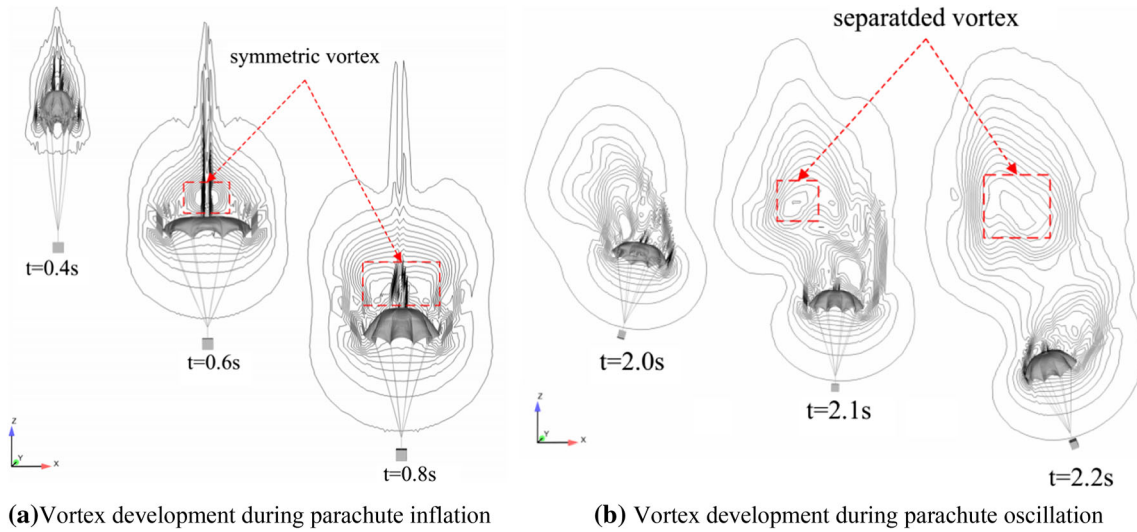 symmetric vortex
t=0.4s
t=0.6s
t=0.8s
Z
Y
X
(a)Vortex development during parachute inflation
separatded vortex
t=2.0s
t=2.1s
t=2.2s
Z
Y
X
(b) Vortex development during parachute oscillation